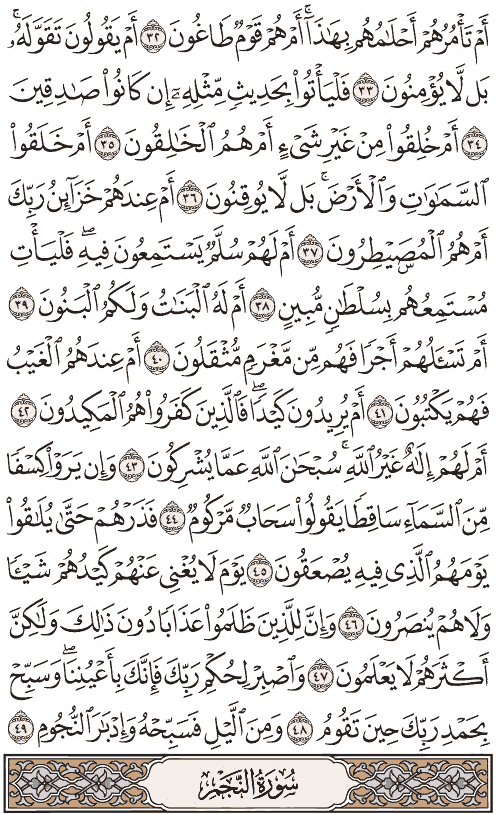 أَمْ تَأْمُرُهُمْ أَحْلَٰمُهُم بِهَٰذَآ ۚ أَمْ هُمْ قَوْمٌ طَاغُونَ ٣٢ أَمْ يَقُولُونَ تَقَوَّلَهُۥ ۚ
بَل لَّا يُؤْمِنُونَ ٣٣ فَلْيَأْتُوا۟ بِحَدِيثٍ مِّثْلِهِۦٓ إِن كَانُوا۟ صَٰدِقِينَ
٣٤ أَمْ خُلِقُوا۟ مِنْ غَيْرِ شَىْءٍ أَمْ هُمُ ٱلْخَٰلِقُونَ ٣٥ أَمْ خَلَقُوا۟
ٱلسَّمَٰوَٰتِ وَٱلْأَرْضَ ۚ بَل لَّا يُوقِنُونَ ٣٦ أَمْ عِندَهُمْ خَزَآئِنُ رَبِّكَ
أَمْ هُمُ ٱلْمُصَۣيْطِرُونَ ٣٧ أَمْ لَهُمْ سُلَّمٌ يَسْتَمِعُونَ فِيهِ ۖ فَلْيَأْتِ
مُسْتَمِعُهُم بِسُلْطَٰنٍ مُّبِينٍ ٣٨ أَمْ لَهُ ٱلْبَنَٰتُ وَلَكُمُ ٱلْبَنُونَ ٣٩
أَمْ تَسْـَٔلُهُمْ أَجْرًا فَهُم مِّن مَّغْرَمٍ مُّثْقَلُونَ ٤٠ أَمْ عِندَهُمُ ٱلْغَيْبُ
فَهُمْ يَكْتُبُونَ ٤١ أَمْ يُرِيدُونَ كَيْدًا ۖ فَٱلَّذِينَ كَفَرُوا۟ هُمُ ٱلْمَكِيدُونَ ٤٢
أَمْ لَهُمْ إِلَٰهٌ غَيْرُ ٱللَّهِ ۚ سُبْحَٰنَ ٱللَّهِ عَمَّا يُشْرِكُونَ ٤٣ وَإِن يَرَوْا۟ كِسْفًا
مِّنَ ٱلسَّمَآءِ سَاقِطًا يَقُولُوا۟ سَحَابٌ مَّرْكُومٌ ٤٤ فَذَرْهُمْ حَتَّىٰ يُلَٰقُوا۟
يَوْمَهُمُ ٱلَّذِى فِيهِ يُصْعَقُونَ ٤٥ يَوْمَ لَا يُغْنِى عَنْهُمْ كَيْدُهُمْ شَيْـًٔا
وَلَا هُمْ يُنصَرُونَ ٤٦ وَإِنَّ لِلَّذِينَ ظَلَمُوا۟ عَذَابًا دُونَ ذَٰلِكَ وَلَٰكِنَّ
أَكْثَرَهُمْ لَا يَعْلَمُونَ ٤٧ وَٱصْبِرْ لِحُكْمِ رَبِّكَ فَإِنَّكَ بِأَعْيُنِنَا ۖ وَسَبِّحْ
بِحَمْدِ رَبِّكَ حِينَ تَقُومُ ٤٨ وَمِنَ ٱلَّيْلِ فَسَبِّحْهُ وَإِدْبَٰرَ ٱلنُّجُومِ ٤٩
سُورَةُ النَّجْمِ